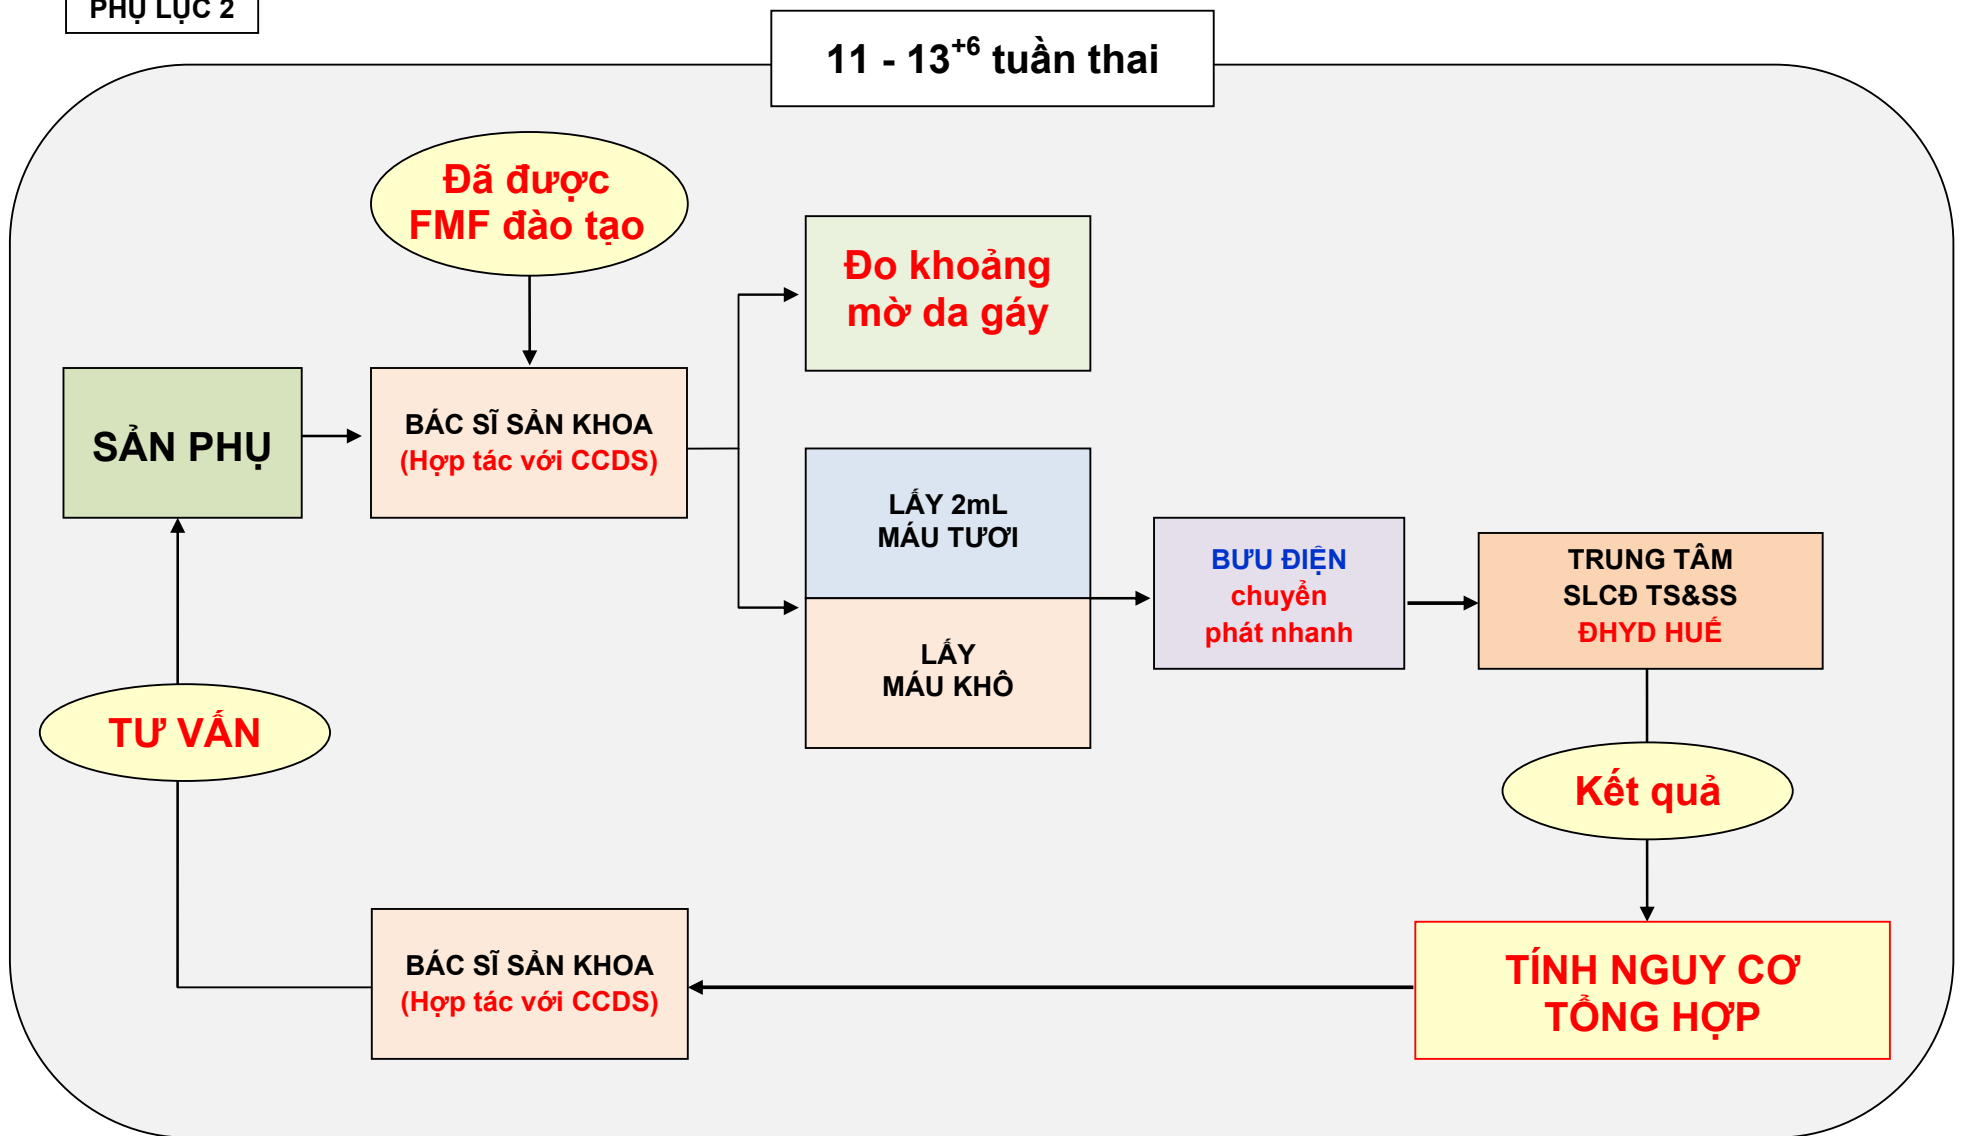 PHỤ LỤC 2
11 - 13+6 tuần thai
Đã được
FMF đào tạo
Đo khoảng
mờ da gáy
SẢN PHỤ
BÁC SĨ SẢN KHOA
(Hợp tác với CCDS)
LẤY 2mL
MÁU TƯƠI
LẤY
MÁU KHÔ
BƯU ĐIỆN
chuyển
phát nhanh
TRUNG TÂM
SLCĐ TS&SS
ĐHYD HUẾ
TƯ VẤN
Kết quả
BÁC SĨ SẢN KHOA
(Hợp tác với CCDS)
TÍNH NGUY CƠ
TỔNG HỢP